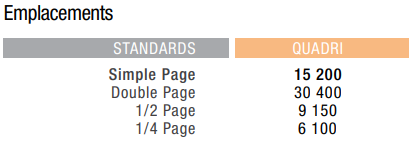 Emplacements
STANDARDS QUADRI
Simple Page 15 200
Double Page 30 400
1/2 Page 9 150
1/4 Page 6 100